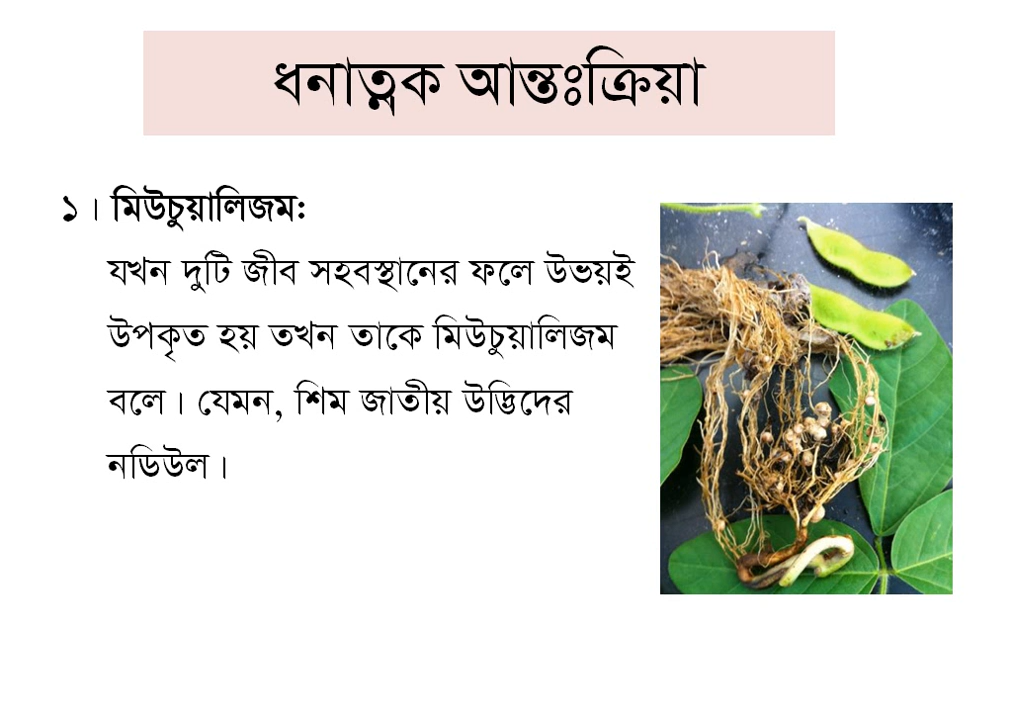 ধনাত্নক আন্তঃক্রিয়া
১। মিউচুয়ালিজম:
যখন দুটি জীব সহবস্থানের ফলে উভয়ই
উপকৃত হয় তখন তাকে মিউচুয়ালিজম
বলে। যেমন, শিম জাতীয় উদ্ভিদের
নডিউল।